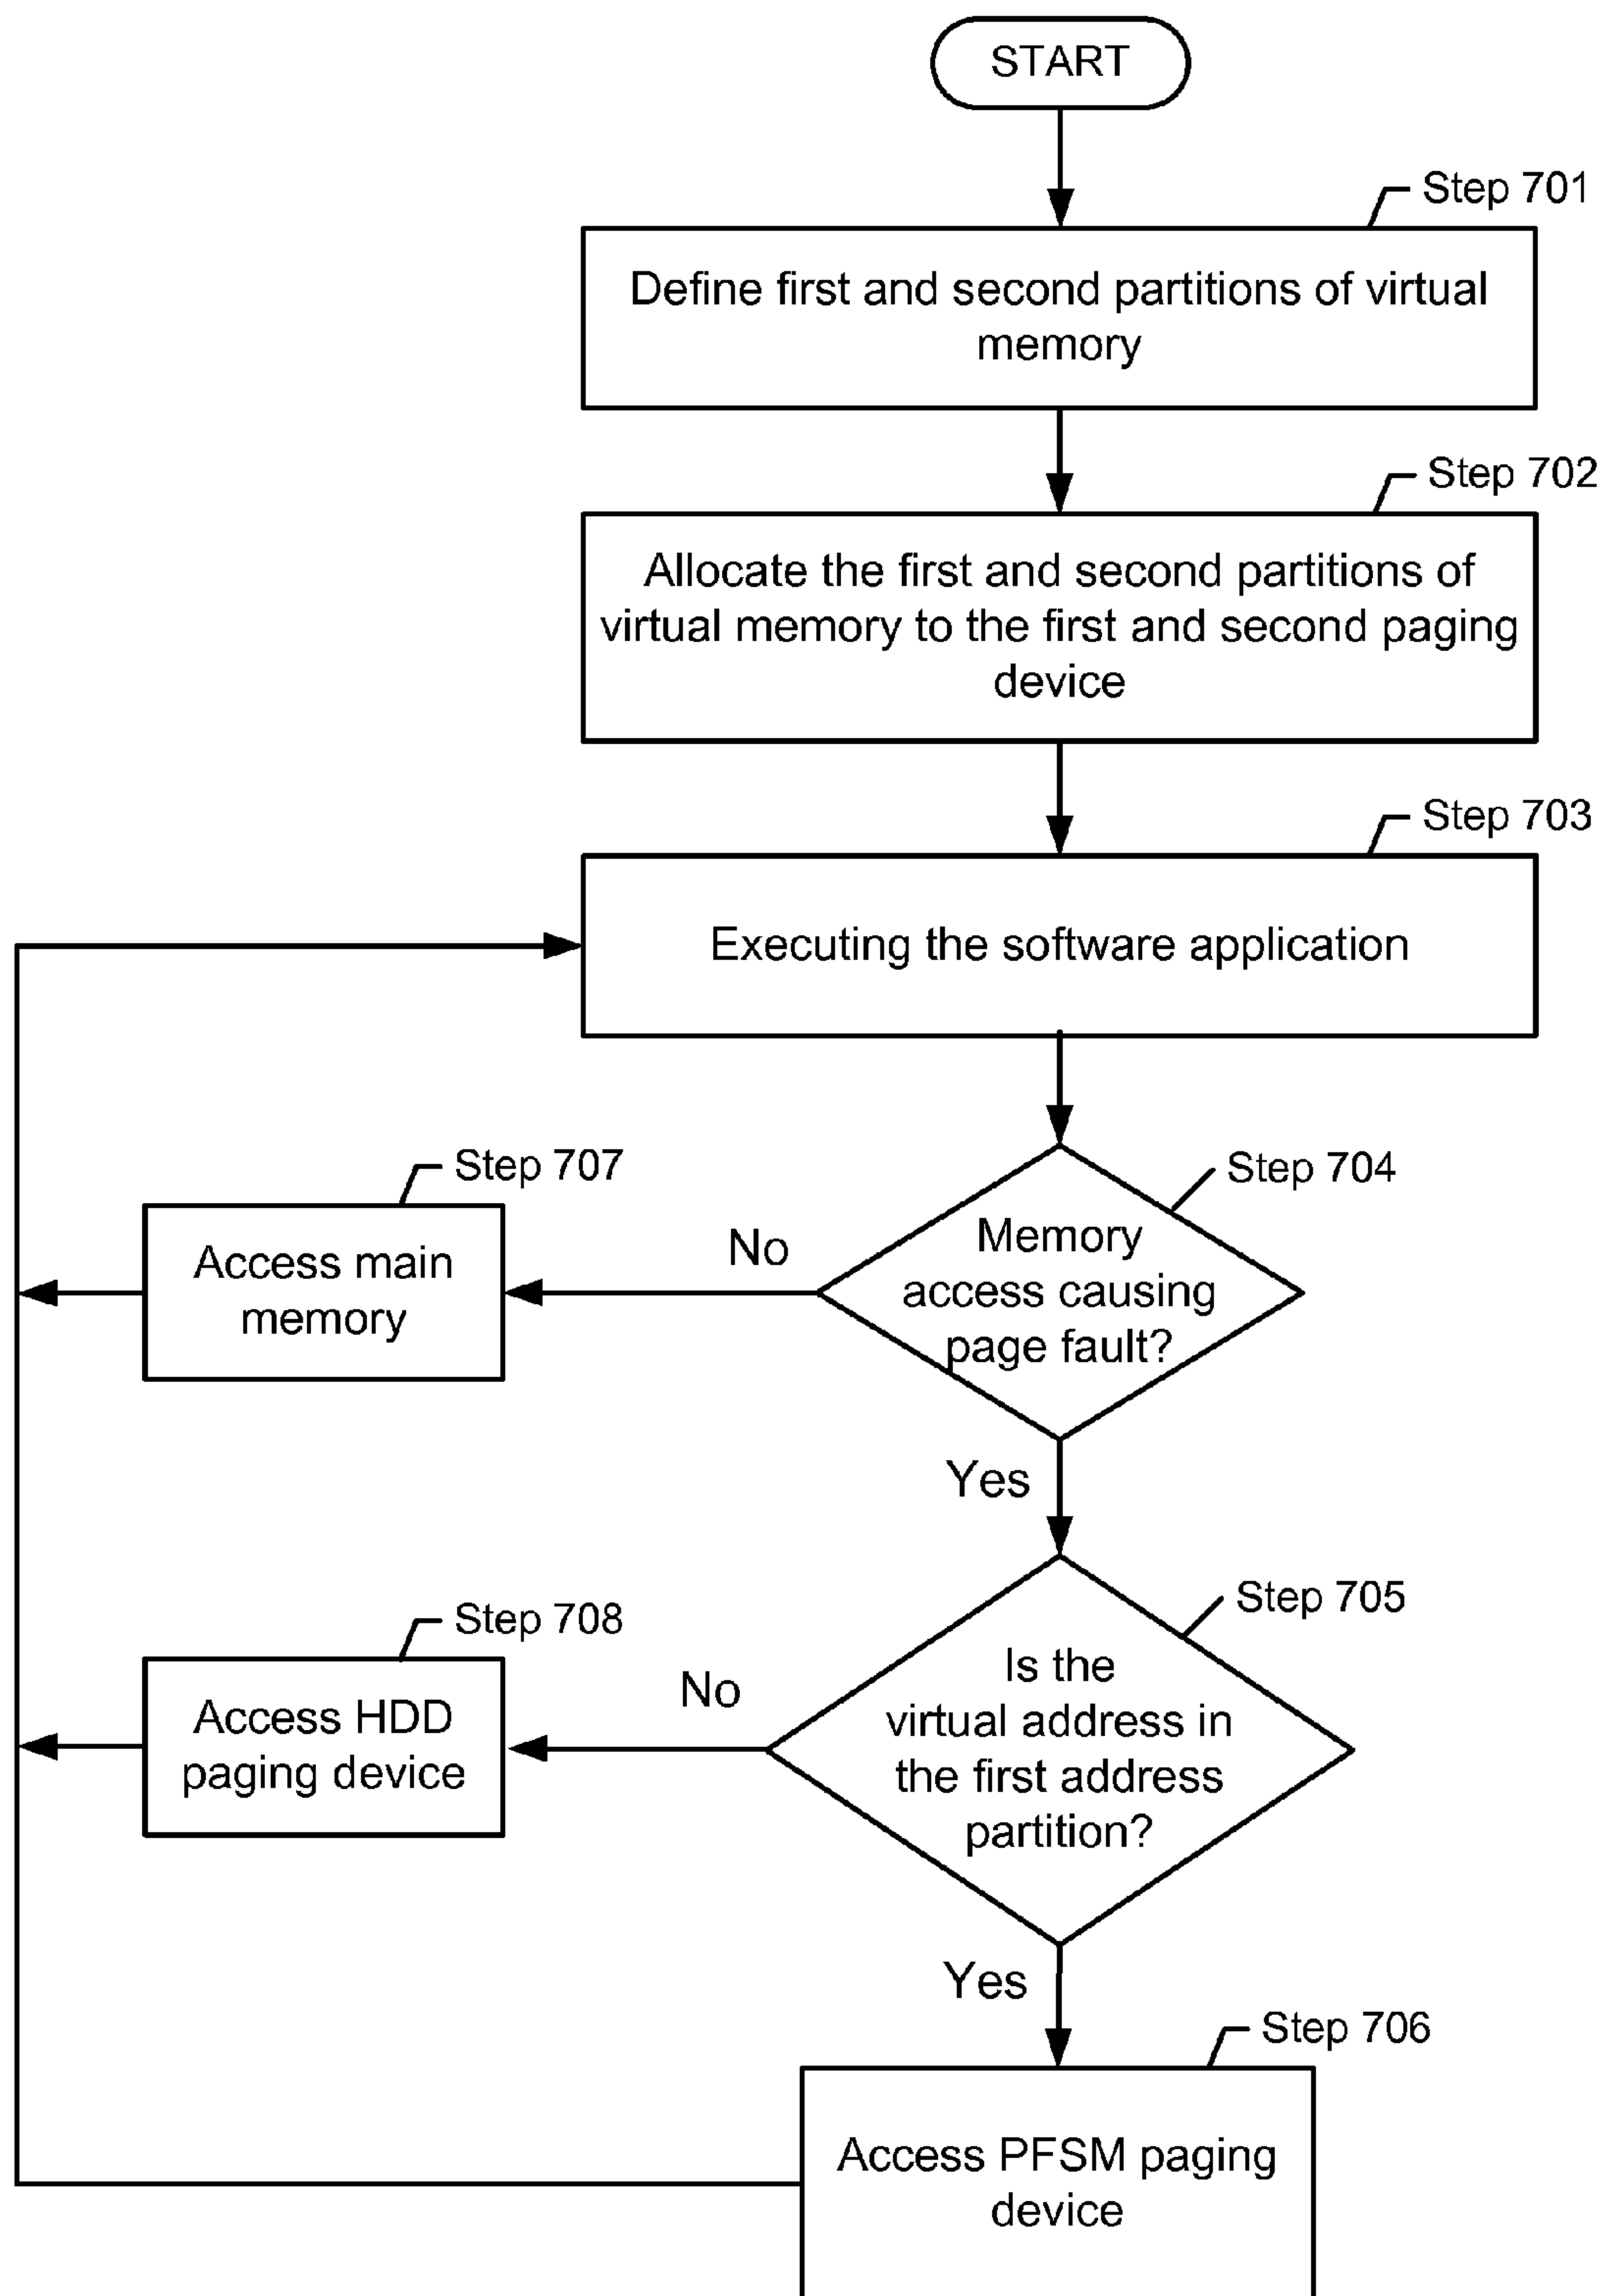 START
Step 701
Define first and second partitions of virtual
memory
Step 702
Allocate the first and second partitions of
virtual memory to the first and second paging
device
Step 703
Executing the software application
Step 707
Access main
memory
No
Step 704
Memory
access causing
page fault?
Yes
Step 708
Access HDD
paging device
No
Step 705
Is the
virtual address in
the first address
partition?
Yes
Step 706
Access PFSM paging
device